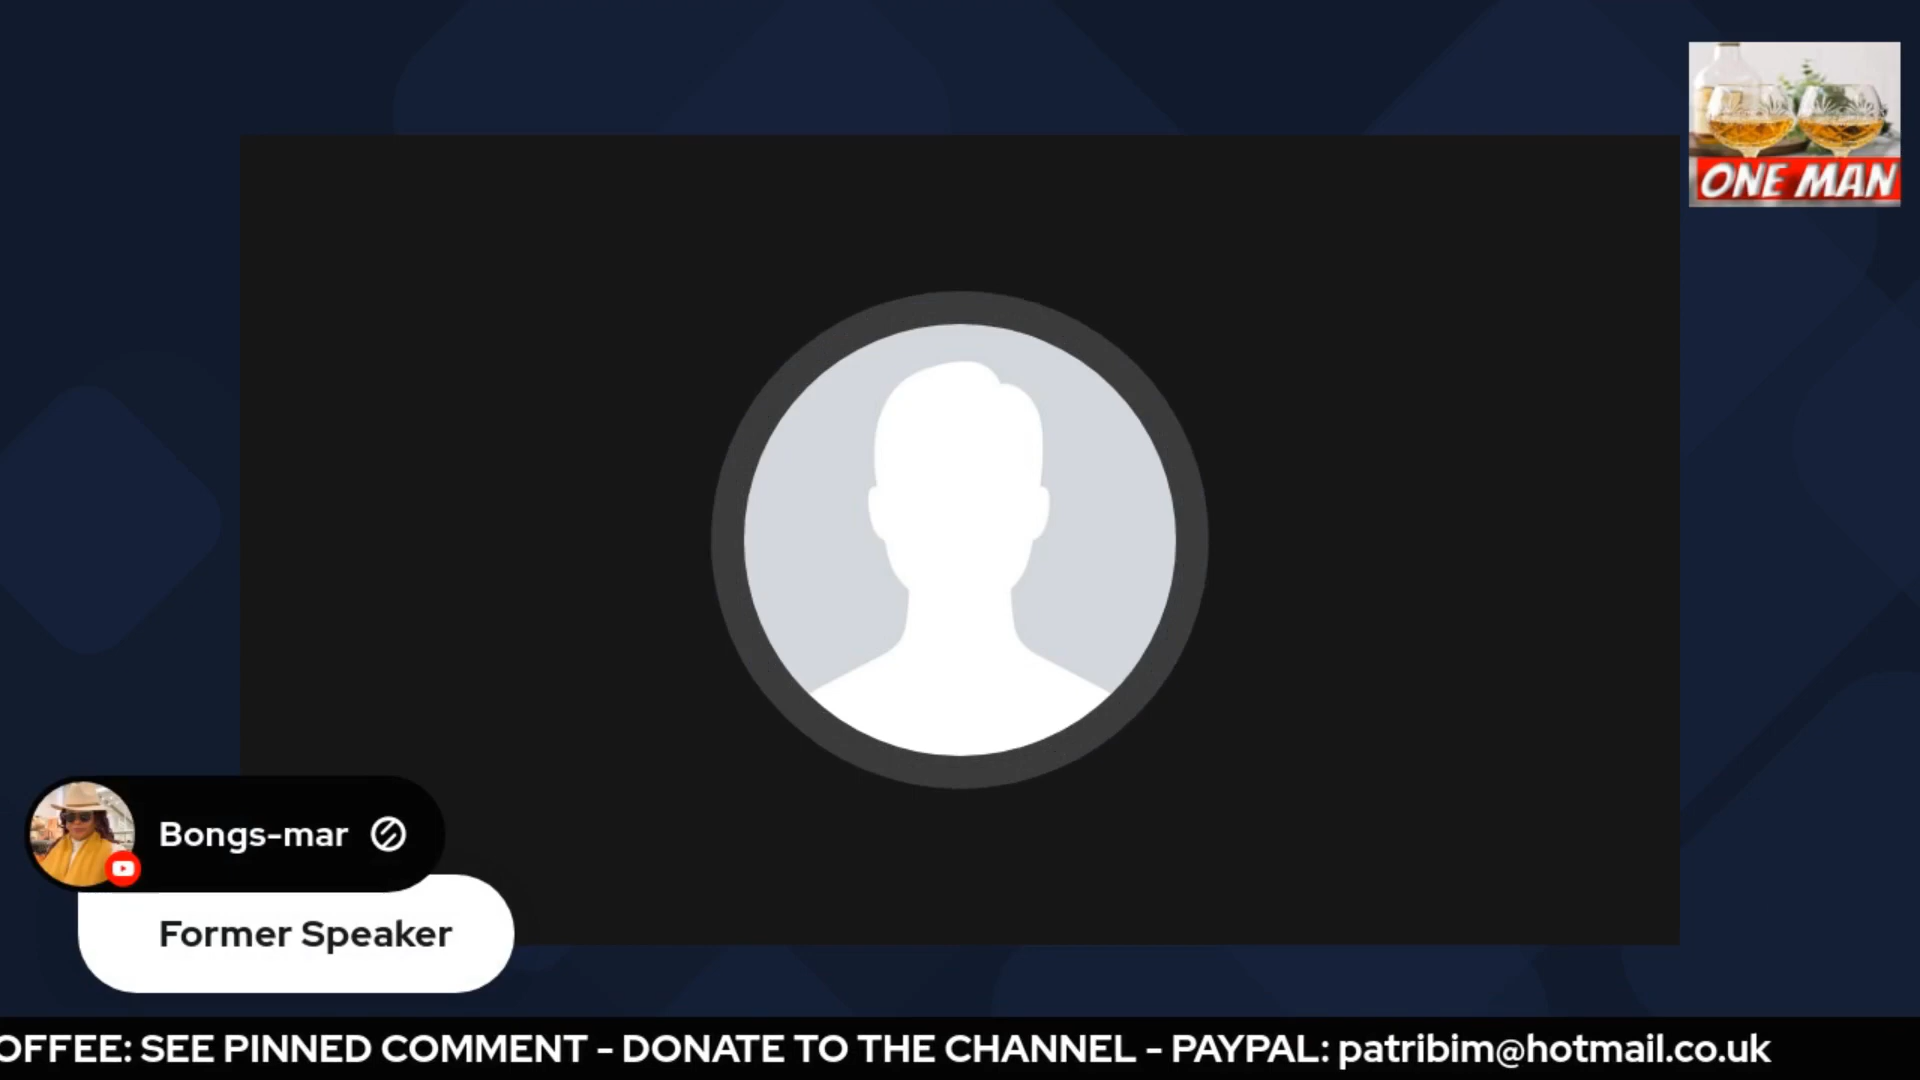 ONE MAN
Bongs-mar
Former Speaker
OFFEE: SEE PINNED COMMENT - DONATE TO THE CHANNEL - PAYPAL: patribim@hotmail.co.uk